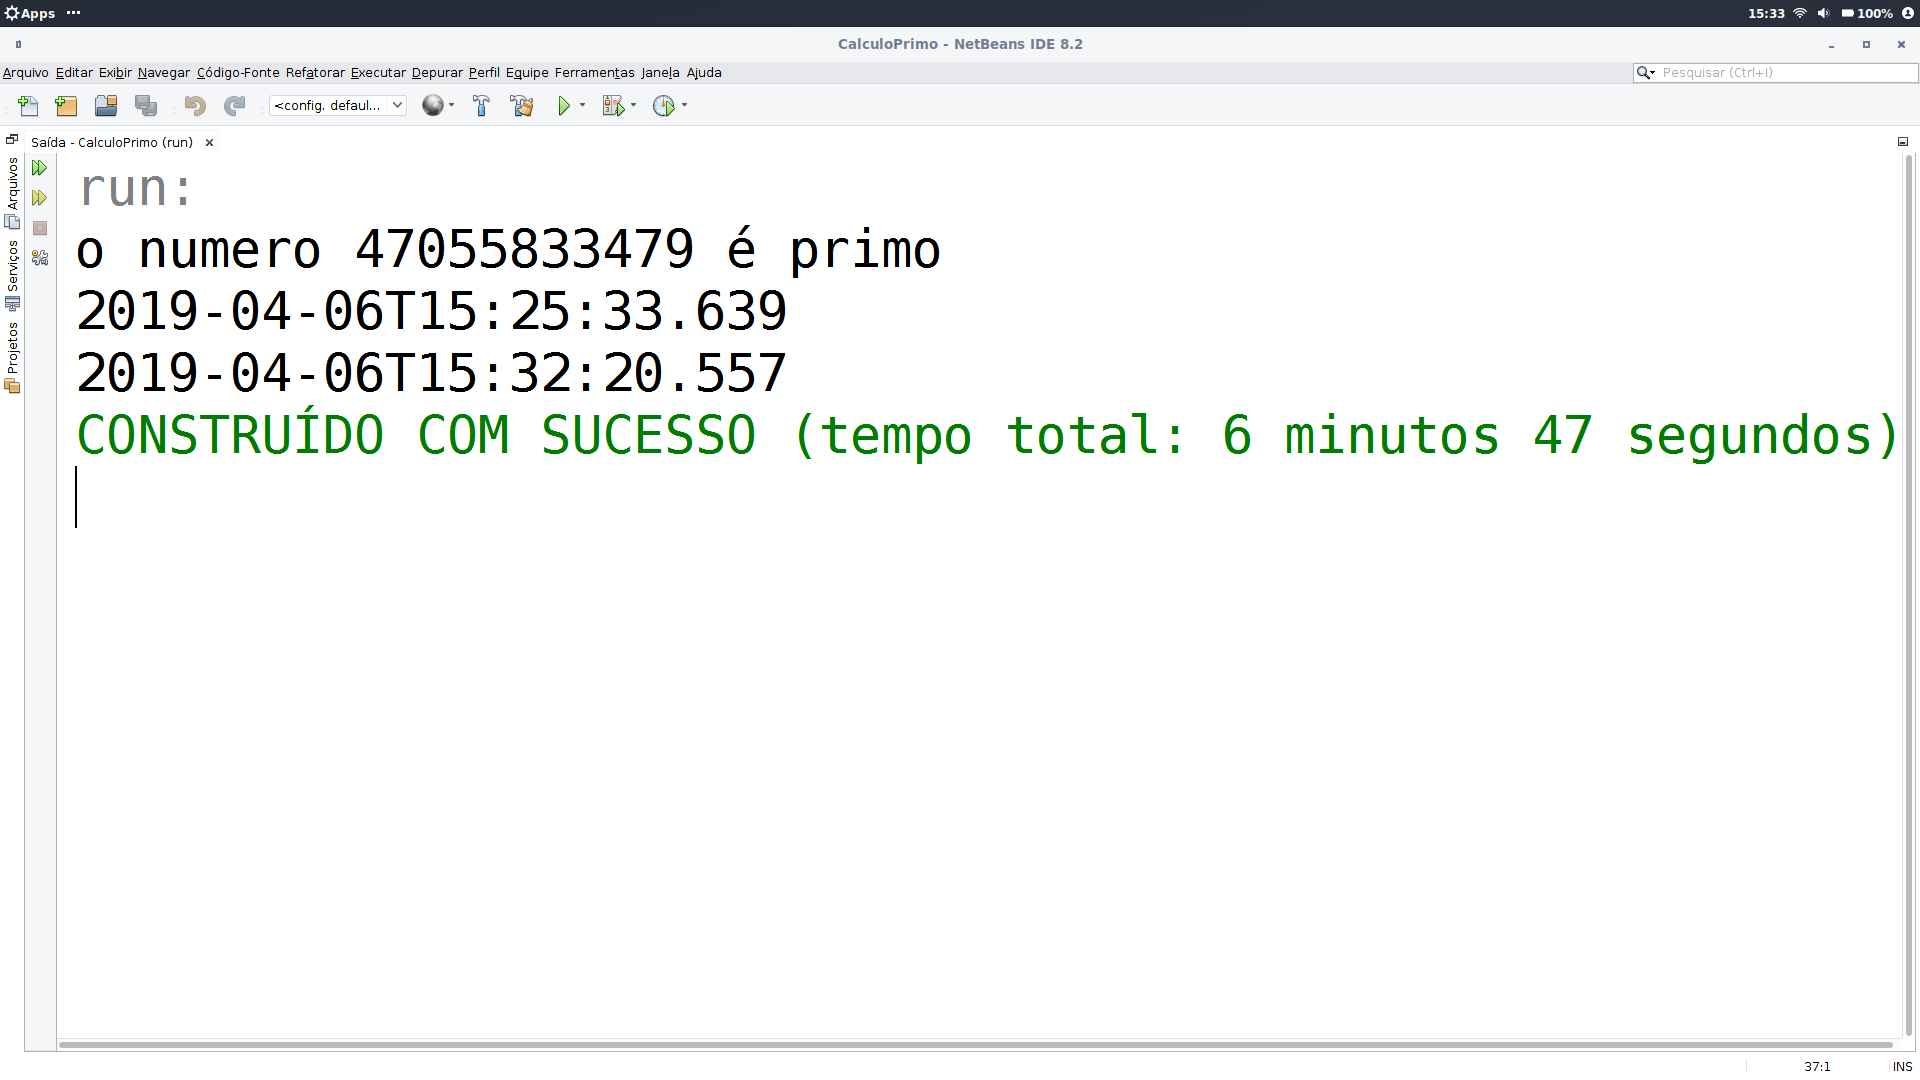 Apps ••• 15:33 100%
CalculoPrimo - NetBeans IDE 8.2
Arquivo Editar Exibir Navegar Código-Fonte Refatorar Executar Depurar Perfil Equipe Ferramentas Janela Ajuda Pesquisar (Ctrl+I)
<config. defaul...
Saída - CalculoPrimo (run)
Arquivos
Serviços
Projetos
run:
o numero 47055833479 é primo
2019-04-06T15:25:33.639
2019-04-06T15:32:20.557
CONSTRUÍDO COM SUCESSO (tempo total: 6 minutos 47 segundos)
37:1 INS